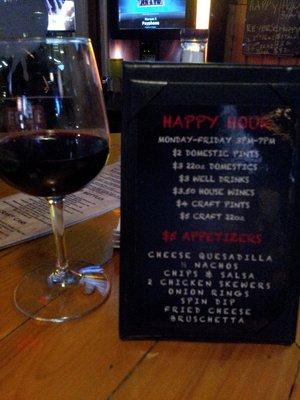 HAPPY HOUR
MONDAY-FRIDAY 3PM-7PM
$2 DOMESTIC PINTS
$3 22OZ DOMESTICS
$3 WELL DRINKS
$3.50 HOUSE WINES
$4 CRAFT PINTS
$5 CRAFT 22OZ
$5 APPETIZERS
CHEESE QUESADILLA
½ NACHOS
CHIPS & SALSA
2 CHICKEN SKEWERS
ONION RINGS
SPIN DIP
FRIED CHEESE
BRUSCHETTA